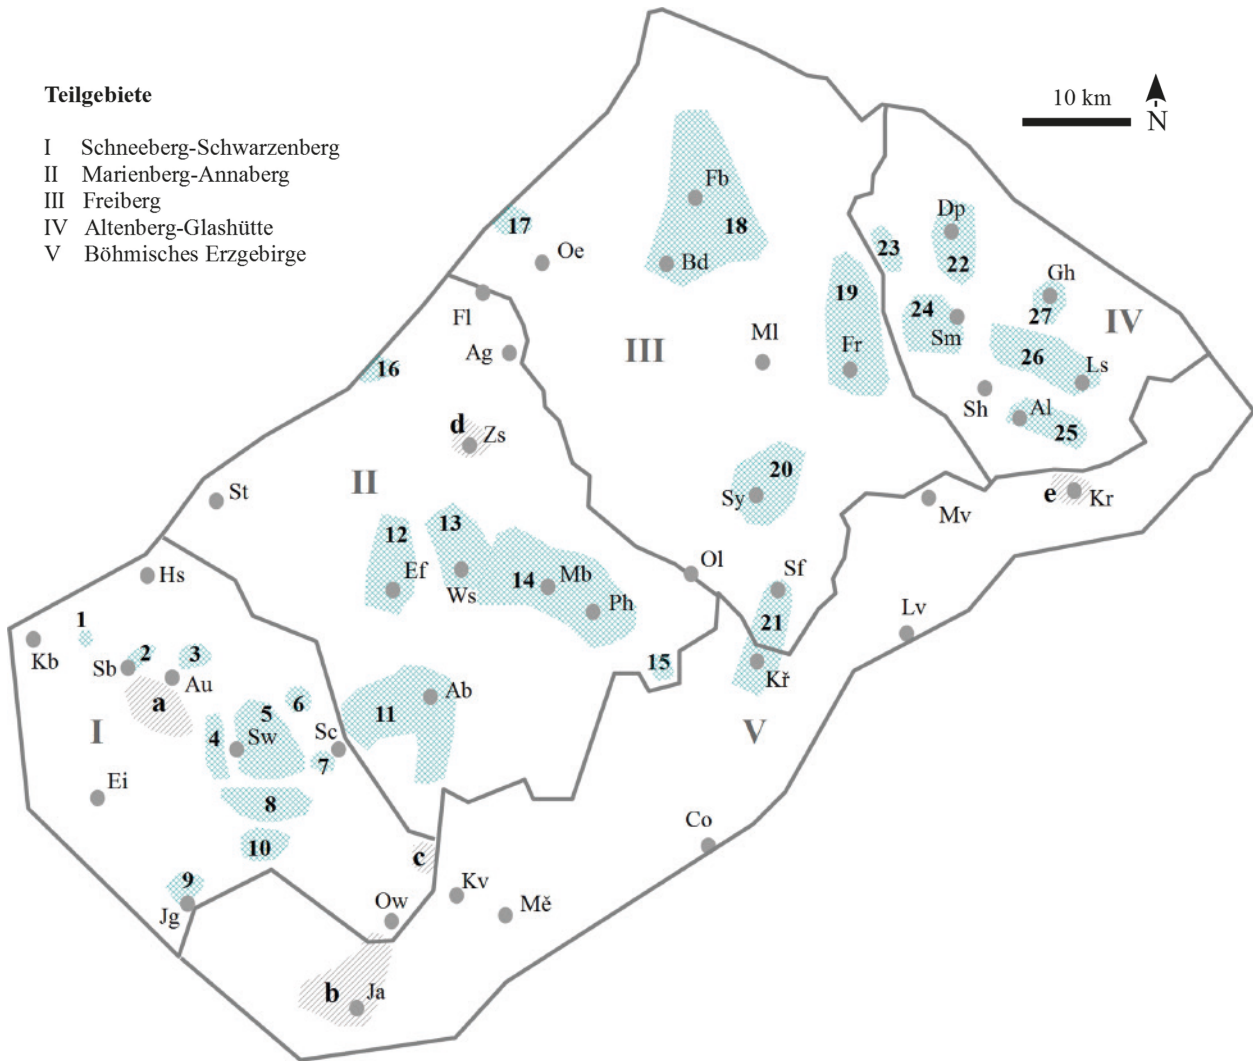 Teilgebiete
I Schneeberg-Schwarzenberg
II Marienberg-Annaberg
III Freiberg
IV Altenberg-Glashütte
V Böhmisches Erzgebirge
10 km
N
Fb
Dp
17
18
23
Oe
Bd
22
Gh
19
27
Fl
24
IV
Sm
Ag
III
Ml
Fr
26
16
Ls
Sh
Al
25
d
Zs
II
20
St
Sy
e
Kr
Mv
13
12
Ol
Hs
Ef
Ws
14
Mb
Sf
Ph
1
21
Lv
Kb
2
3
Sb
15
Au
Kř
a
6
Ab
5
11
I
4
Sw
Sc
V
7
Ei
8
Co
10
c
9
Kv
Jg
Ow
Mě
b
Ja